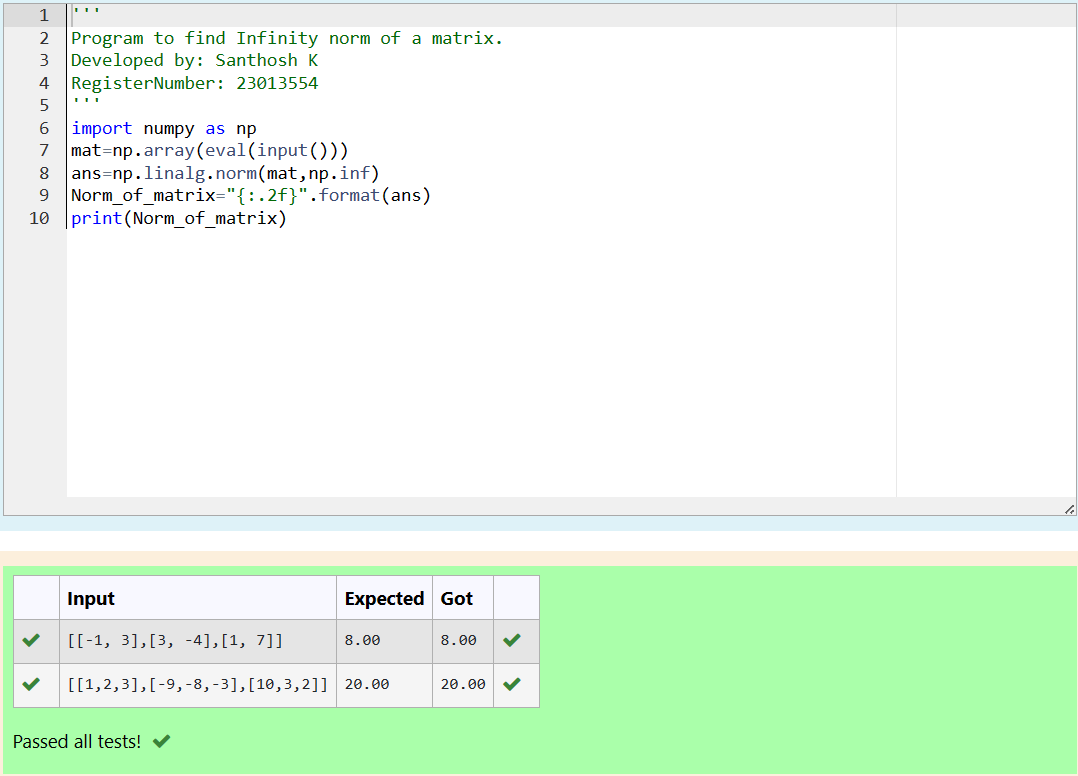 1 '''
2 Program to find Infinity norm of a matrix.
3 Developed by: Santhosh K
4 RegisterNumber: 23013554
5 '''
6 import numpy as np
7 mat=np.array(eval(input()))
8 ans=np.linalg.norm(mat,np.inf)
9 Norm_of_matrix="{:.2f}".format(ans)
10 print(Norm_of_matrix)
Input Expected Got
[[-1, 3],[3, -4],[1, 7]] 8.00 8.00
[[1,2,3],[-9,-8,-3],[10,3,2]] 20.00 20.00
Passed all tests!